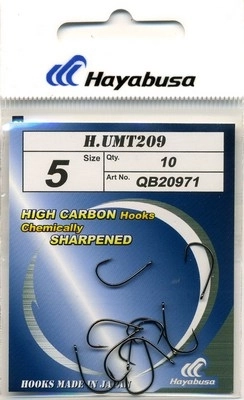 Hayabusa
H.UMT209
5 Size Qty. 10
Art No. QB20971
HIGH CARBON Hooks
Chemically
SHARPENED
Hayabusa
HOOKS MADE IN JAPAN